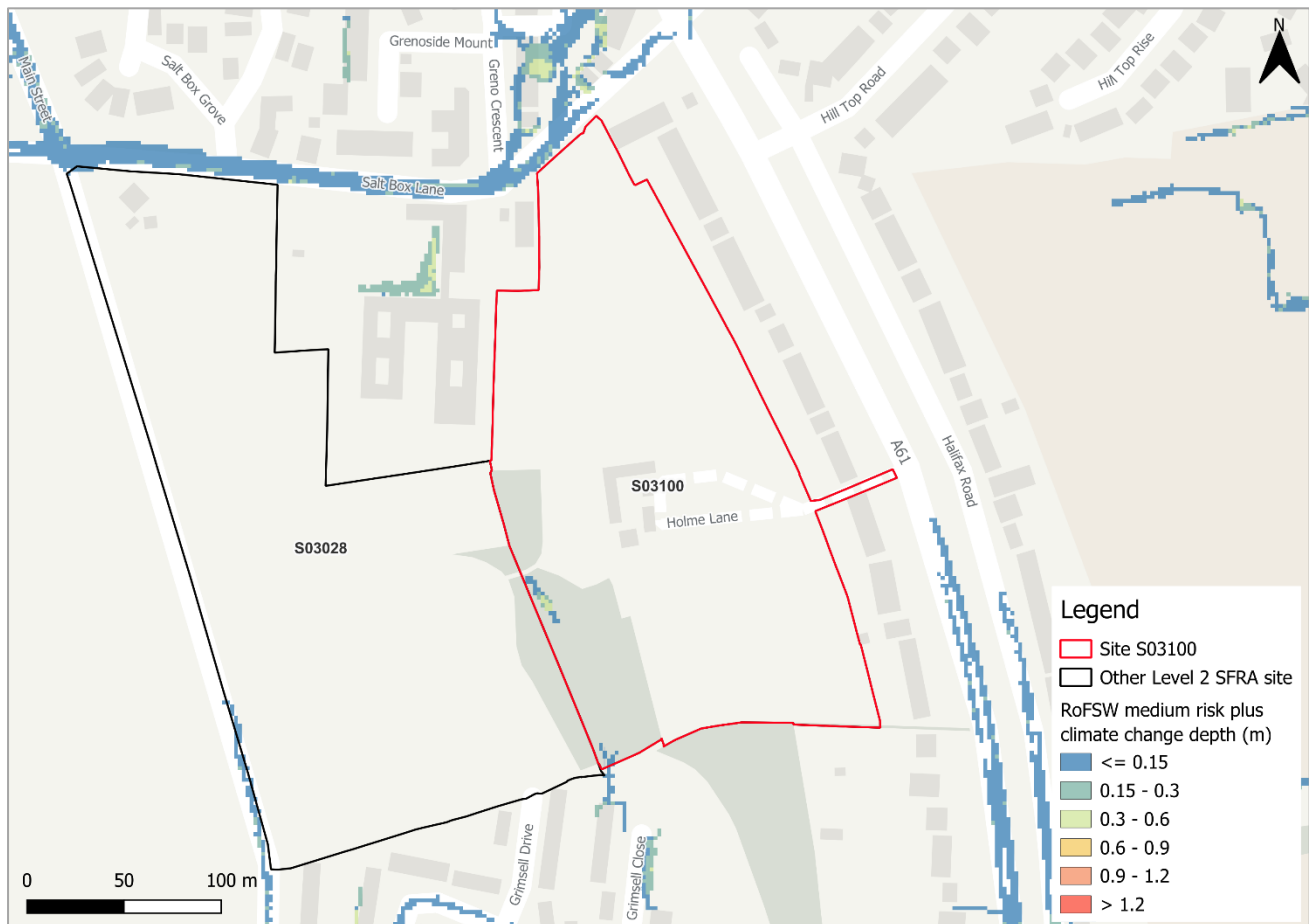 Grenoside Mount
N
Main Street
Salt Box Grove
Greno Crescent
Hill Top Road
Hill Top Rise
Salt Box Lane
A61
Halifax Road
S03100
Holme Lane
S03028
Grimsell Drive
Grimsell Close
0 50 100 m
Legend
Site S03100
Other Level 2 SFRA site
RoFSW medium risk plus
climate change depth (m)
<= 0.15
0.15 - 0.3
0.3 - 0.6
0.6 - 0.9
0.9 - 1.2
> 1.2